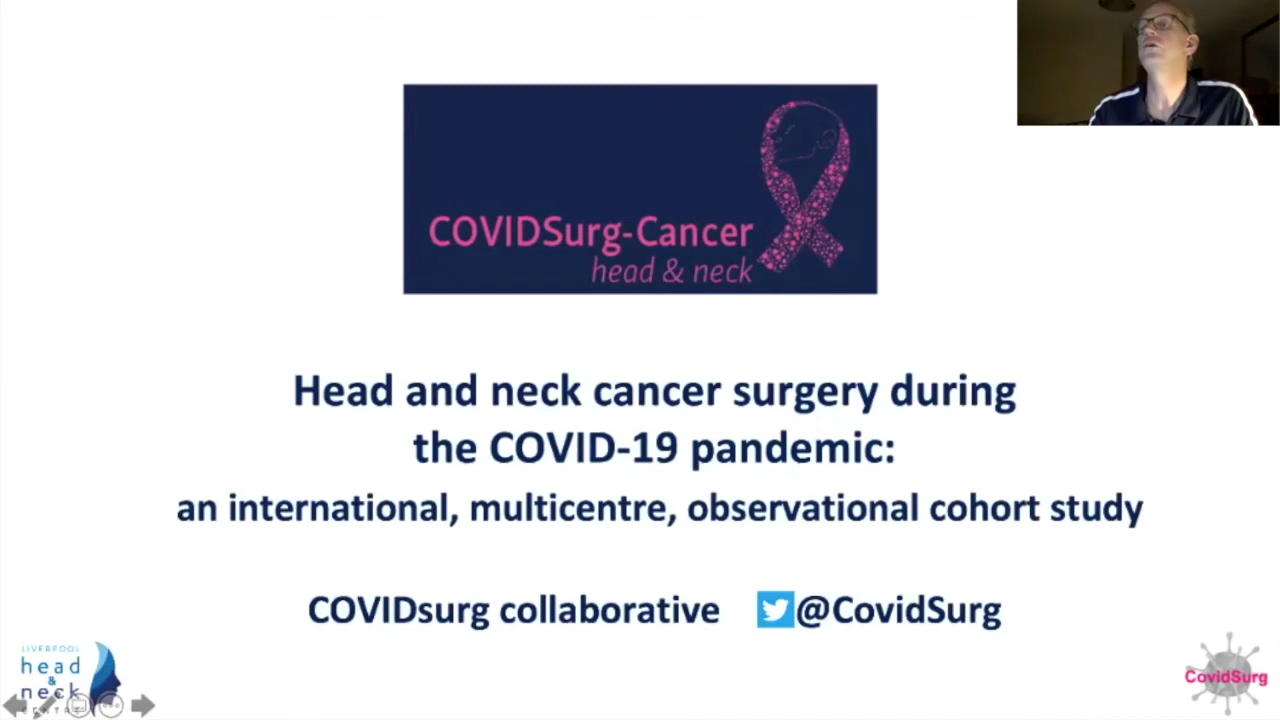 COVIDSurg-Cancer
head & neck
Head and neck cancer surgery during
the COVID-19 pandemic:
an international, multicentre, observational cohort study
COVIDsurg collaborative @CovidSurg
LIVERPOOL
head
&
neck
CENTRE
CovidSurg